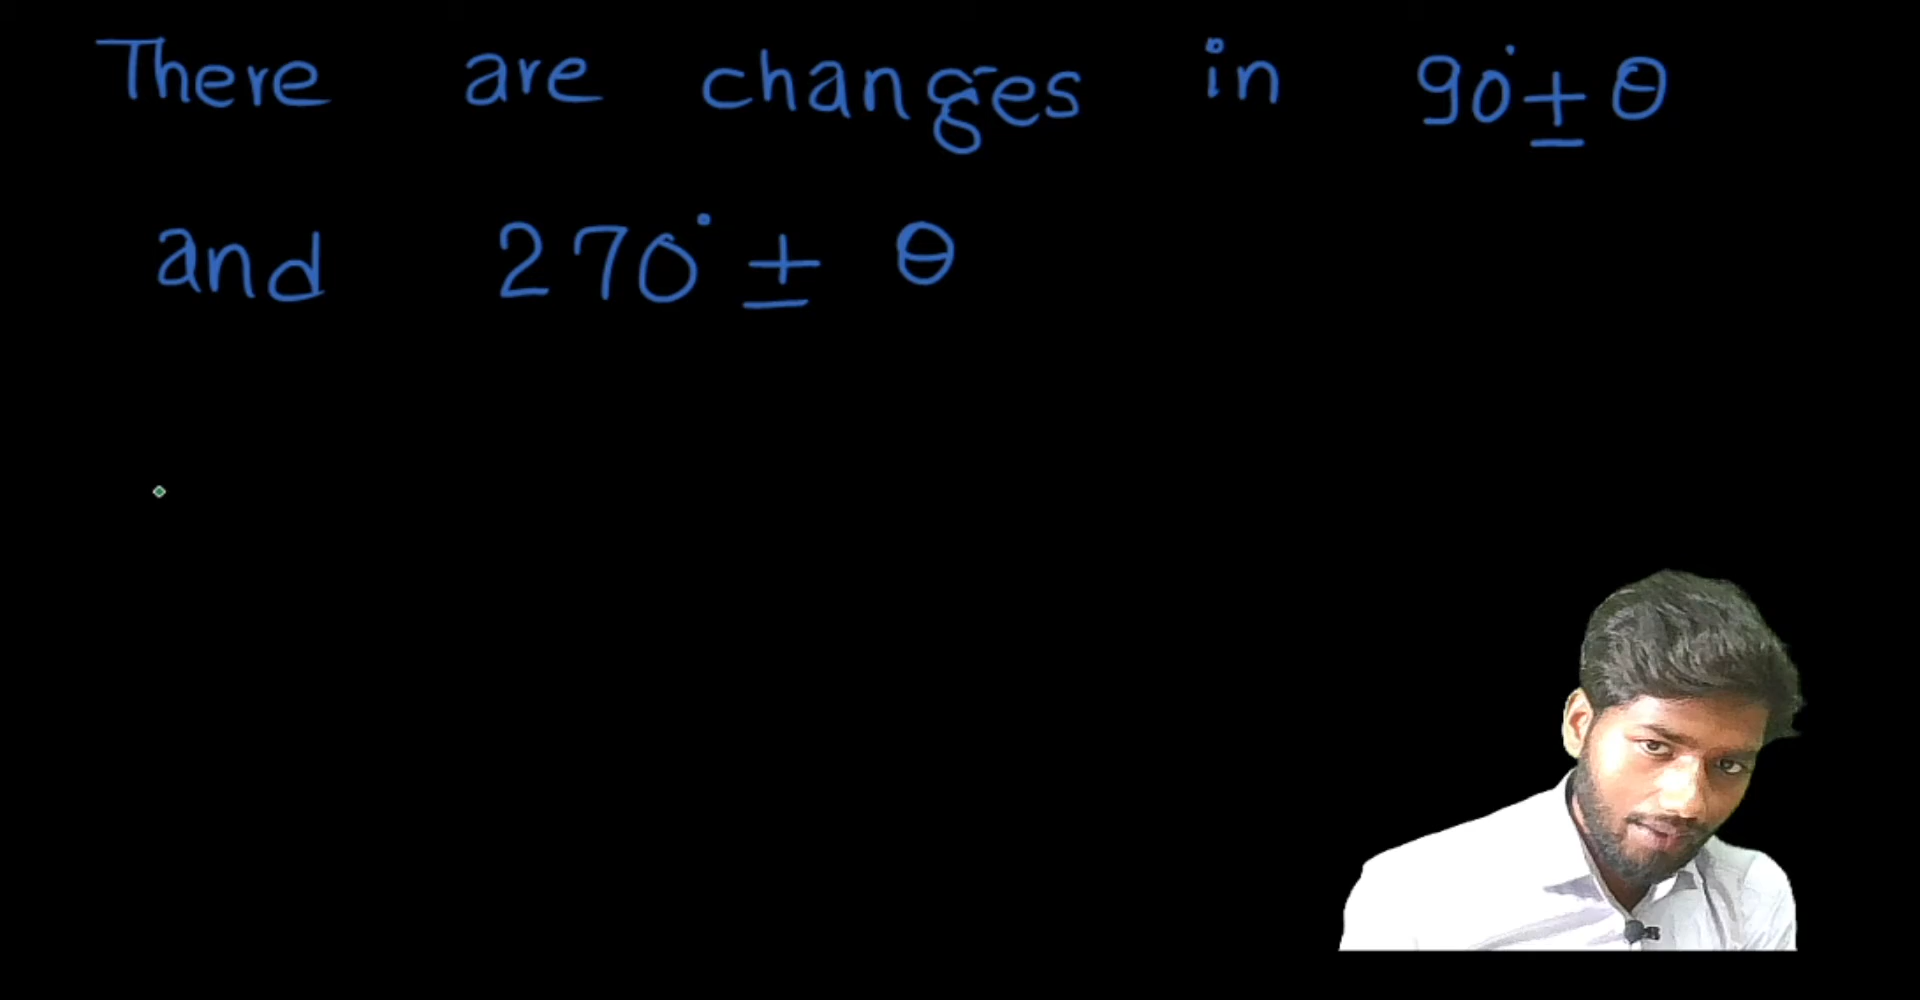 There are changes in 90° ± θ
and 270° ± θ